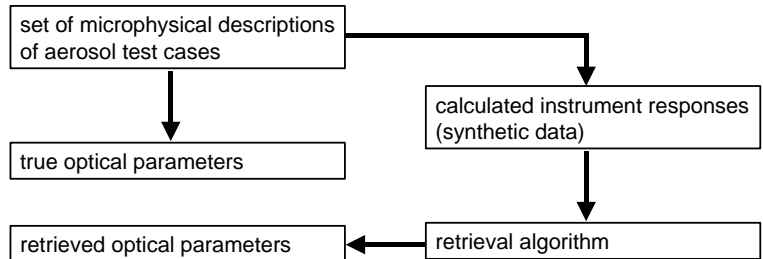 set of microphysical descriptions
of aerosol test cases
calculated instrument responses
(synthetic data)
true optical parameters
retrieved optical parameters
retrieval algorithm